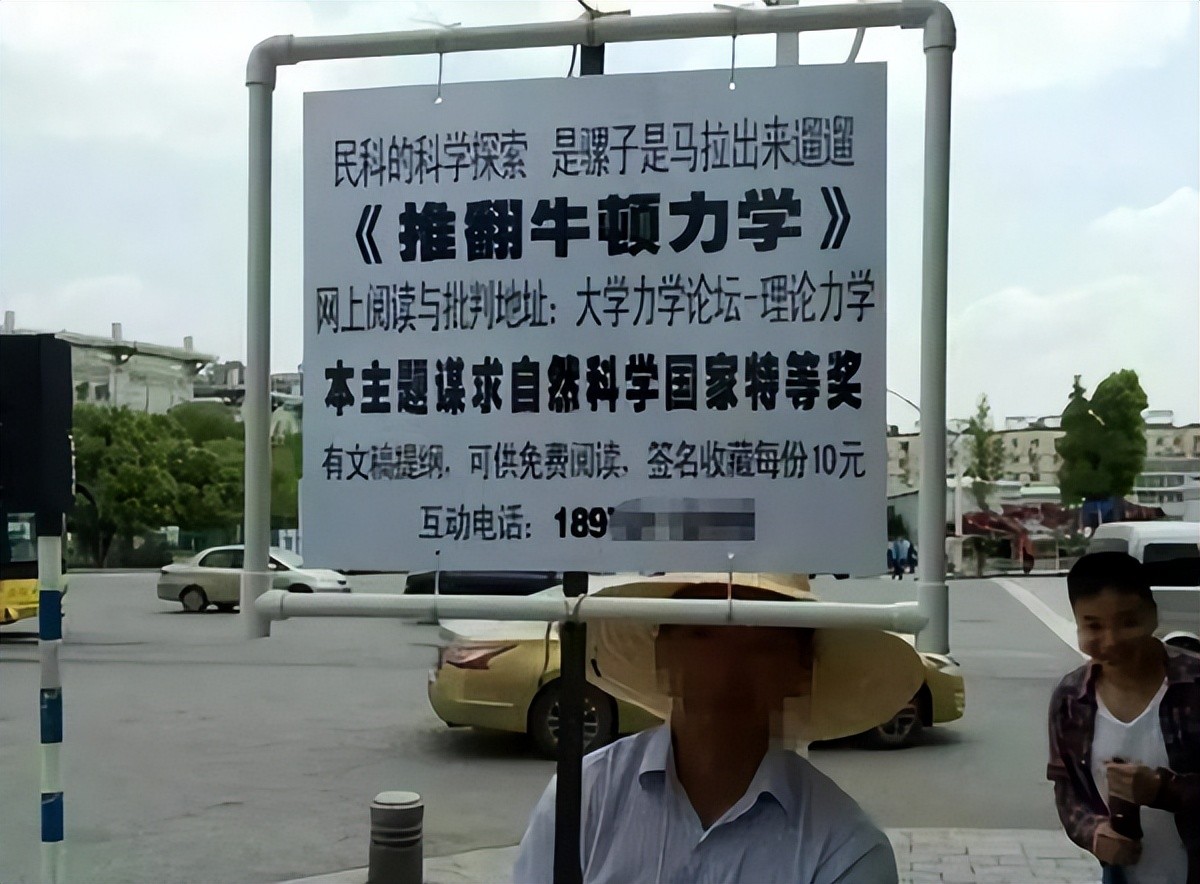 民科的科学探索 是骡子是马拉出来遛遛
《推翻牛顿力学》
网上阅读与批判地址：大学力学论坛-理论力学
本主题谋求自然科学国家特等奖
有文稿提纲，可供免费阅读，签名收藏每份10元
互动电话：189